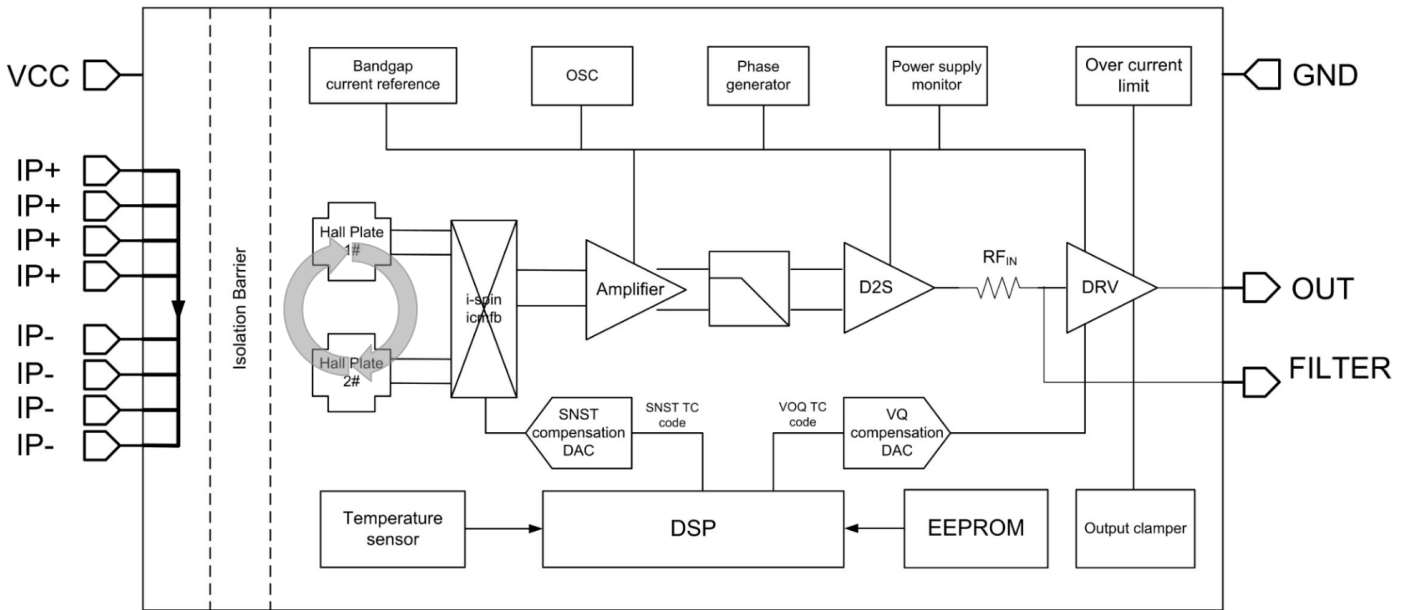 VCC
IP+
IP+
IP+
IP+
IP-
IP-
IP-
IP-
Isolation Barrier
Bandgap
current reference
OSC
Phase
generator
Power supply
monitor
Over current
limit
GND
Hall Plate
1#
Hall Plate
2#
i-spin
icmfb
Amplifier
D2S
RFIN
DRV
OUT
FILTER
SNST
compensation
DAC
SNST TC
code
VOQ TC
code
VQ
compensation
DAC
Temperature
sensor
DSP
EEPROM
Output clamper